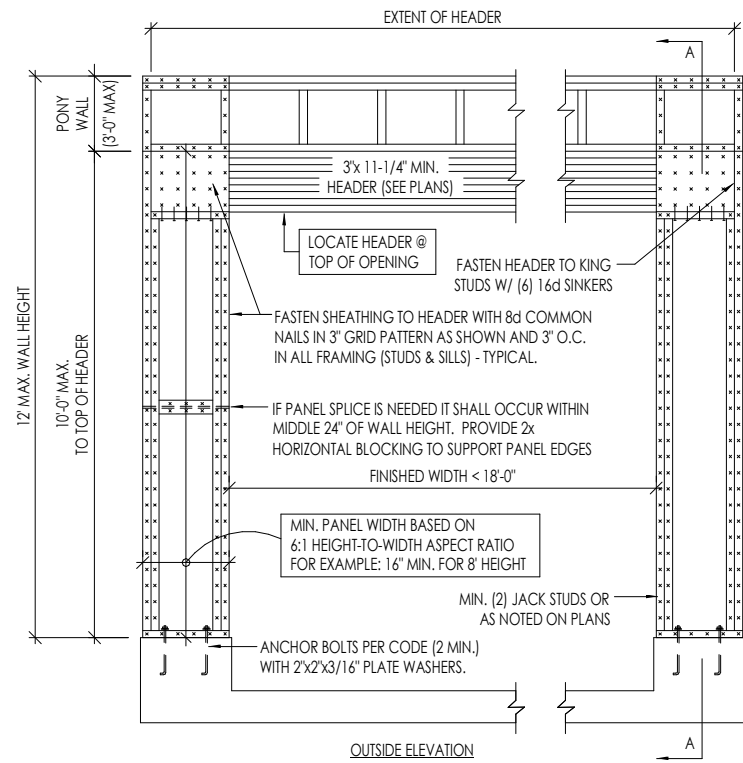 EXTENT OF HEADER
A
PONY
WALL
(3'-0" MAX)
3"x 11-1/4" MIN.
HEADER (SEE PLANS)
LOCATE HEADER @
TOP OF OPENING
FASTEN HEADER TO KING
STUDS W/ (6) 16d SINKERS
12' MAX. WALL HEIGHT
10'-0" MAX.
TO TOP OF HEADER
FASTEN SHEATHING TO HEADER WITH 8d COMMON
NAILS IN 3" GRID PATTERN AS SHOWN AND 3" O.C.
IN ALL FRAMING (STUDS & SILLS) - TYPICAL.
IF PANEL SPLICE IS NEEDED IT SHALL OCCUR WITHIN
MIDDLE 24" OF WALL HEIGHT. PROVIDE 2x
HORIZONTAL BLOCKING TO SUPPORT PANEL EDGES
FINISHED WIDTH < 18'-0"
MIN. PANEL WIDTH BASED ON
6:1 HEIGHT-TO-WIDTH ASPECT RATIO
FOR EXAMPLE: 16" MIN. FOR 8' HEIGHT
MIN. (2) JACK STUDS OR
AS NOTED ON PLANS
ANCHOR BOLTS PER CODE (2 MIN.)
WITH 2"x2"x3/16" PLATE WASHERS.
A
OUTSIDE ELEVATION